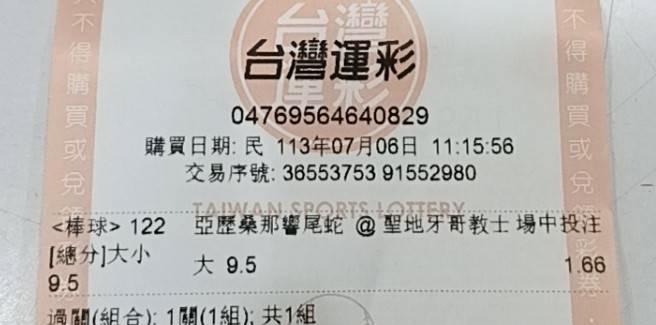 台灣運彩
04769564640829
購買日期: 民 113年07月06日 11:15:56
交易序號: 36553753 91552980
TAIWAN SPORTS LOTTERY
<棒球> 122 亞歷桑那響尾蛇 @ 聖地牙哥教士 場中投注
[總分]大小 大 9.5 1.66
9.5
過關(組合): 1關(1組); 共1組
不得購買或兌領
不得購買或兌領彩券